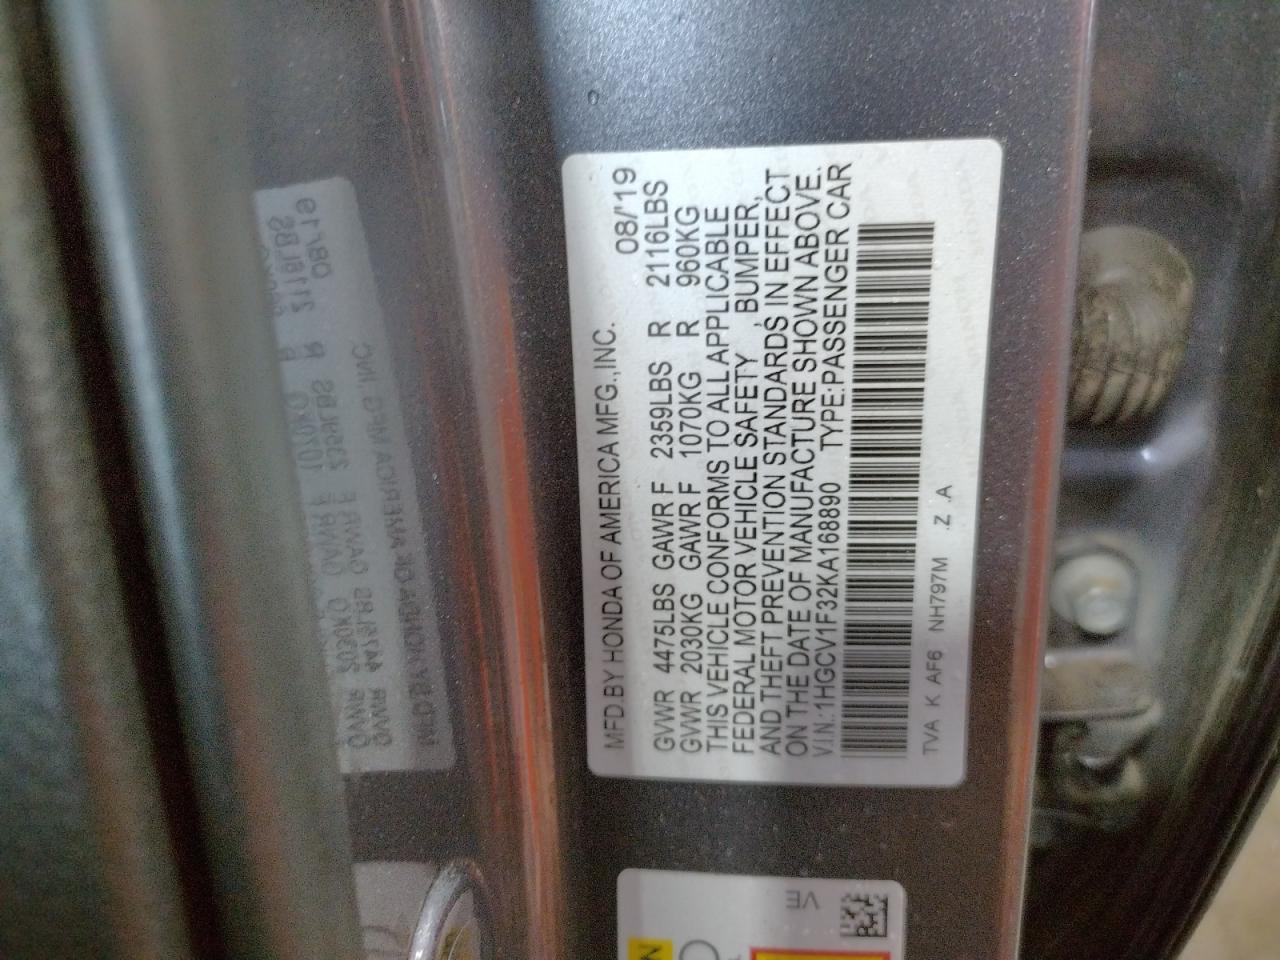 MFD BY HONDA OF AMERICA MFG.,INC. 08/'19
GVWR 4475LBS GAWR F 2359LBS R 2116LBS
GVWR 2030KG GAWR F 1070KG R 960KG
THIS VEHICLE CONFORMS TO ALL APPLICABLE
FEDERAL MOTOR VEHICLE SAFETY , BUMPER,
AND THEFT PREVENTION STANDARDS IN EFFECT
ON THE DATE OF MANUFACTURE SHOWN ABOVE.
V.IN.:1HGCV1F32KA168890 TYPE:PASSENGER CAR
TVA K AF6 NH797M .Z .A
VE